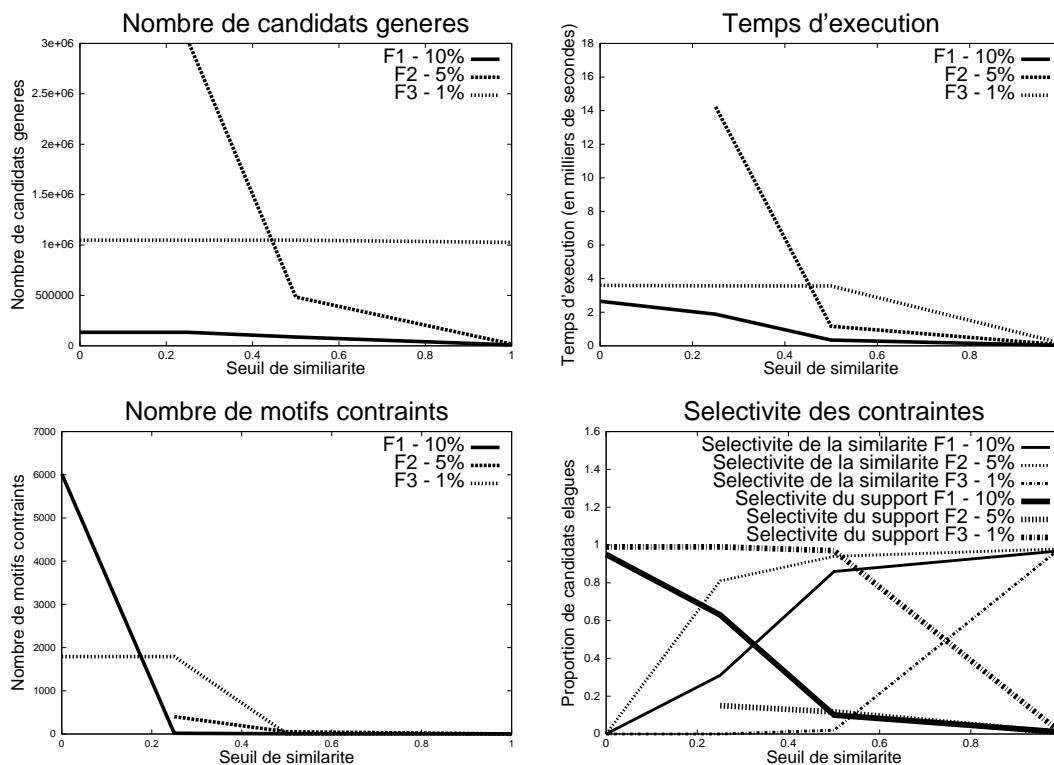 Nombre de candidats generes
Nombre de candidats generes
3e+06
2.5e+06
2e+06
1.5e+06
1e+06
500000
0
F1 - 10%
F2 - 5%
F3 - 1%
0 0.2 0.4 0.6 0.8 1
Seuil de similiarite
Temps d'execution
Temps d'execution (en milliers de secondes)
18
16
14
12
10
8
6
4
2
0
F1 - 10%
F2 - 5%
F3 - 1%
0 0.2 0.4 0.6 0.8
Seuil de similarite
Nombre de motifs contraints
Nombre de motifs contraints
7000
6000
5000
4000
3000
2000
1000
0
F1 - 10%
F2 - 5%
F3 - 1%
0 0.2 0.4 0.6 0.8 1
Seuil de similarite
Selectivite des contraintes
Proportion de candidats elagues
1.6
1.4
1.2
1
0.8
0.6
0.4
0.2
0
Selectivite de la similarite F1 - 10%
Selectivite de la similarite F2 - 5%
Selectivite de la similarite F3 - 1%
Selectivite du support F1 - 10%
Selectivite du support F2 - 5%
Selectivite du support F3 - 1%
0 0.2 0.4 0.6 0.8
Seuil de similarite